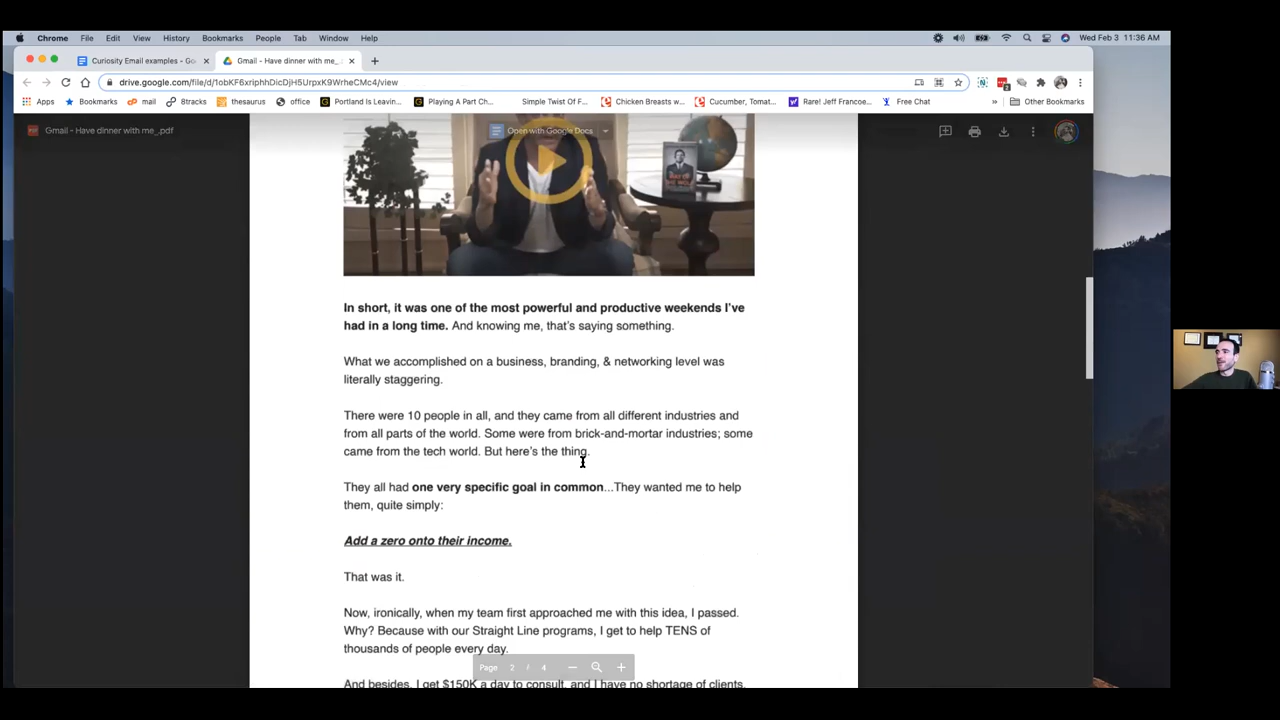 Chrome File Edit View History Bookmarks People Tab Window Help Wed Feb 3 11:36 AM
Curiosity Email examples - Go Gmail - Have dinner with me_.
drive.google.com/file/d/1obKF6xriphhDicDjH5UrpxK9WrheCMc4/view
Apps Bookmarks mail 8tracks thesaurus office Portland Is Leavin... Playing A Part Ch... Simple Twist Of F... Chicken Breasts w... Cucumber, Tomat... Rare! Jeff Francoe... Free Chat » Other Bookmarks
Gmail - Have dinner with me_.pdf
Open with Google Docs
In short, it was one of the most powerful and productive weekends I've
had in a long time. And knowing me, that's saying something.
What we accomplished on a business, branding, & networking level was
literally staggering.
There were 10 people in all, and they came from all different industries and
from all parts of the world. Some were from brick-and-mortar industries; some
came from the tech world. But here's the thing.
They all had one very specific goal in common...They wanted me to help
them, quite simply:
Add a zero onto their income.
That was it.
Now, ironically, when my team first approached me with this idea, I passed.
Why? Because with our Straight Line programs, I get to help TENS of
thousands of people every day.
Page 2 / 4
And besides, I get $150K a day to consult, and I have no shortage of clients.